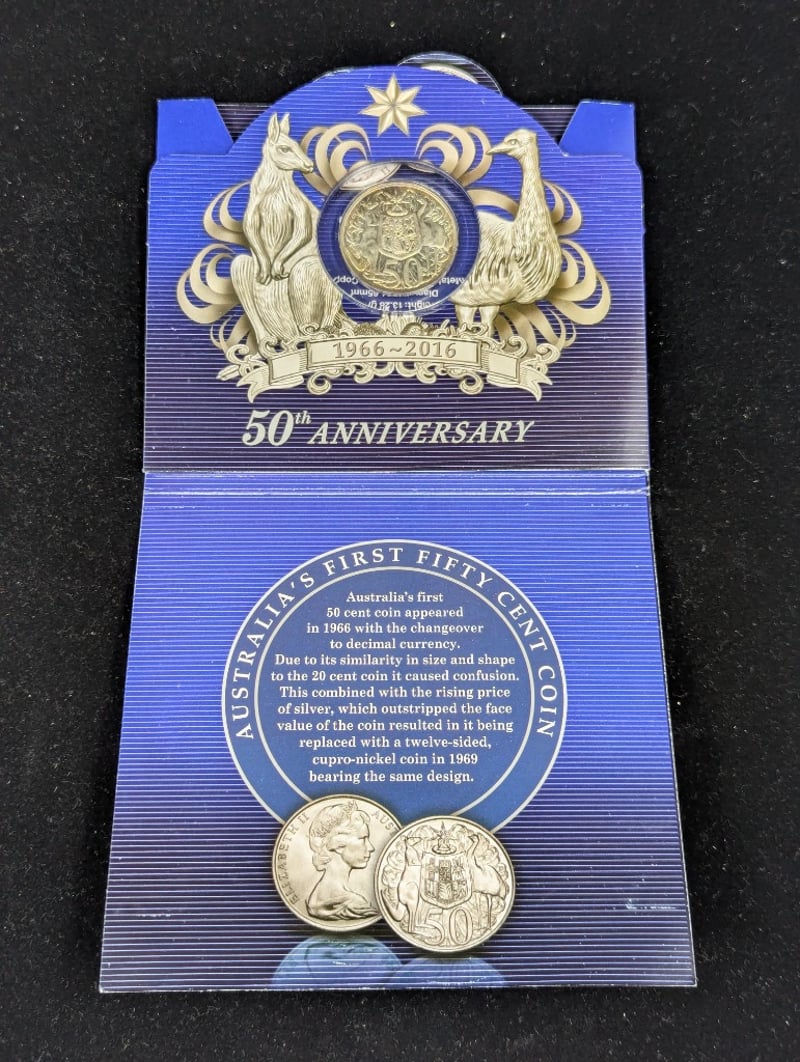 50
1966~2016
50th ANNIVERSARY
AUSTRALIA'S FIRST FIFTY CENT COIN
Australia's first
50 cent coin appeared
in 1966 with the changeover
to decimal currency.
Due to its similarity in size and shape
to the 20 cent coin it caused confusion.
This combined with the rising price
of silver, which outstripped the face
value of the coin resulted in it being
replaced with a twelve-sided,
cupro-nickel coin in 1969
bearing the same design.
ELIZABETH II AUS
50